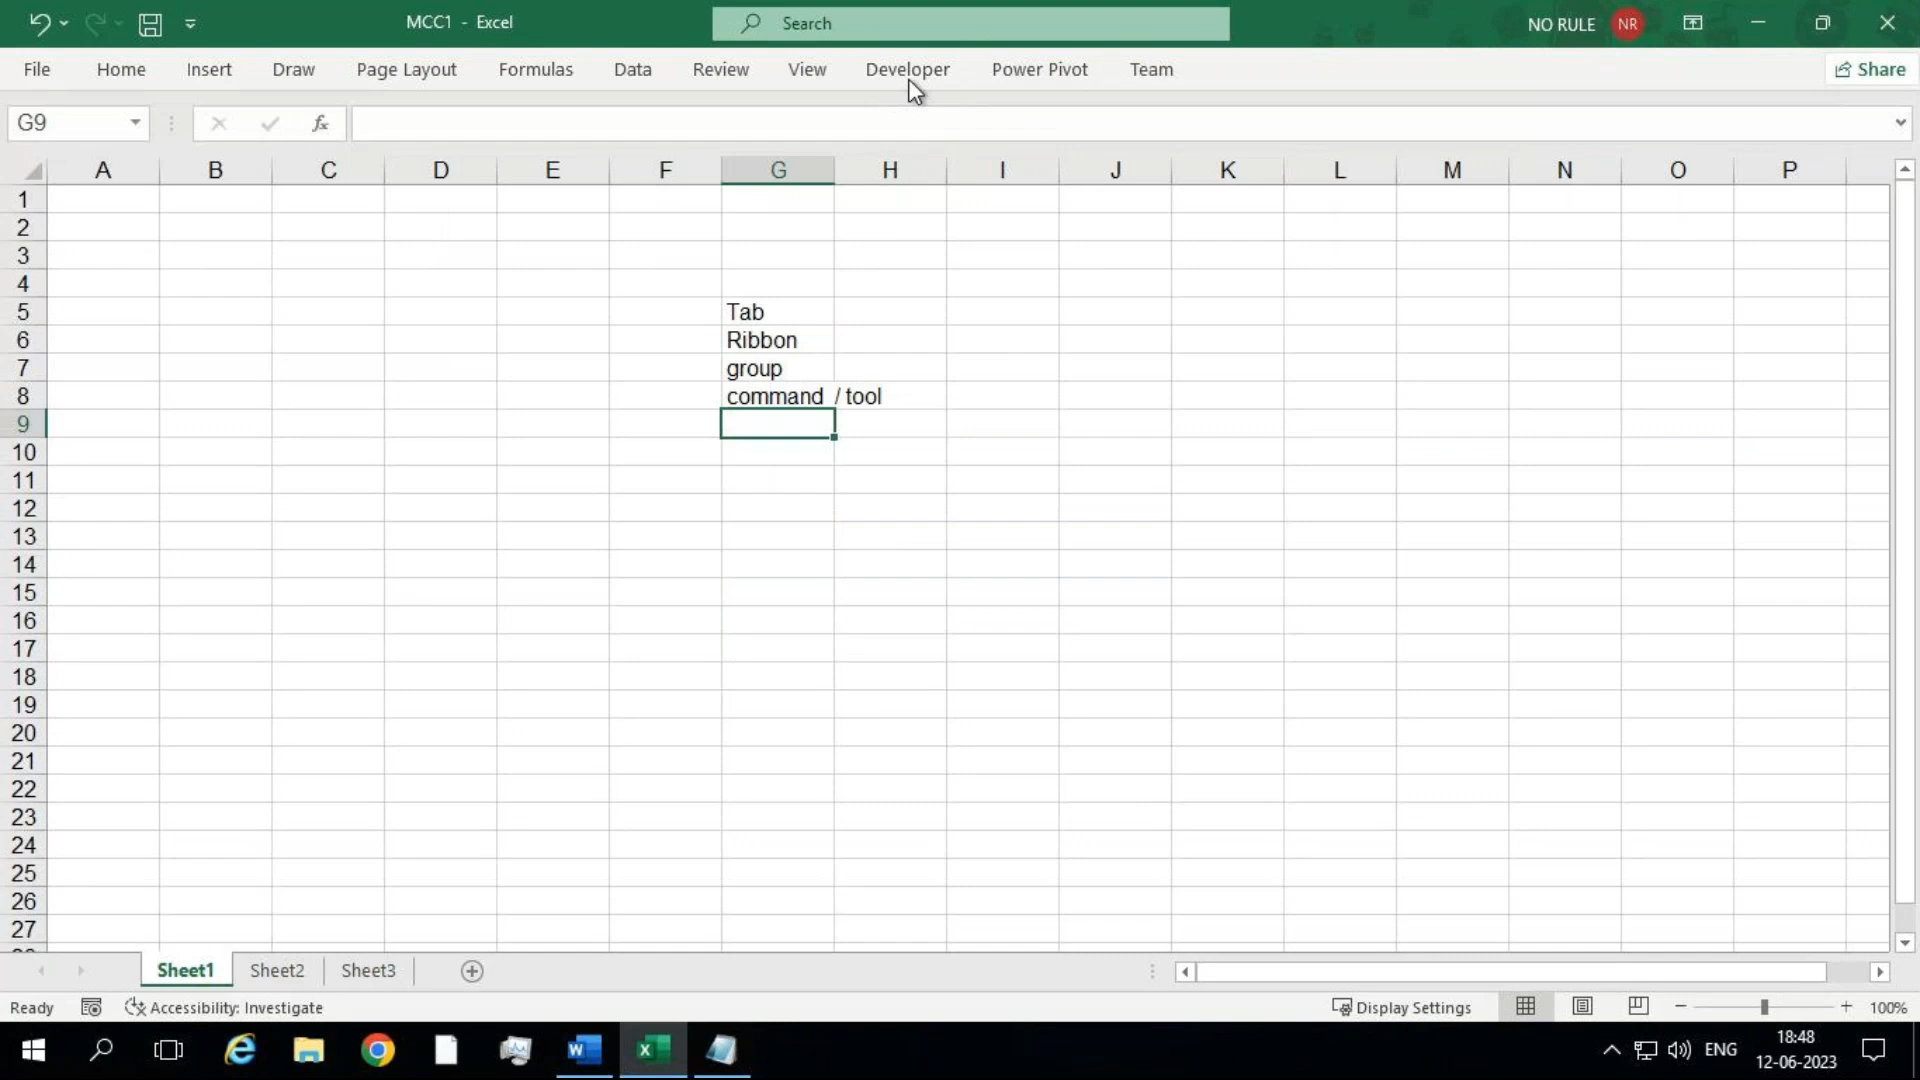 MCC1 - Excel
Search
NO RULE NR
File Home Insert Draw Page Layout Formulas Data Review View Developer Power Pivot Team Share
G9 fx
A B C D E F G H I J K L M N O P
1
2
3
4
5 Tab
6 Ribbon
7 group
8 command / tool
9
10
11
12
13
14
15
16
17
18
19
20
21
22
23
24
25
26
27
Sheet1 Sheet2 Sheet3
Ready Accessibility: Investigate Display Settings 100%
18:48
ENG
12-06-2023